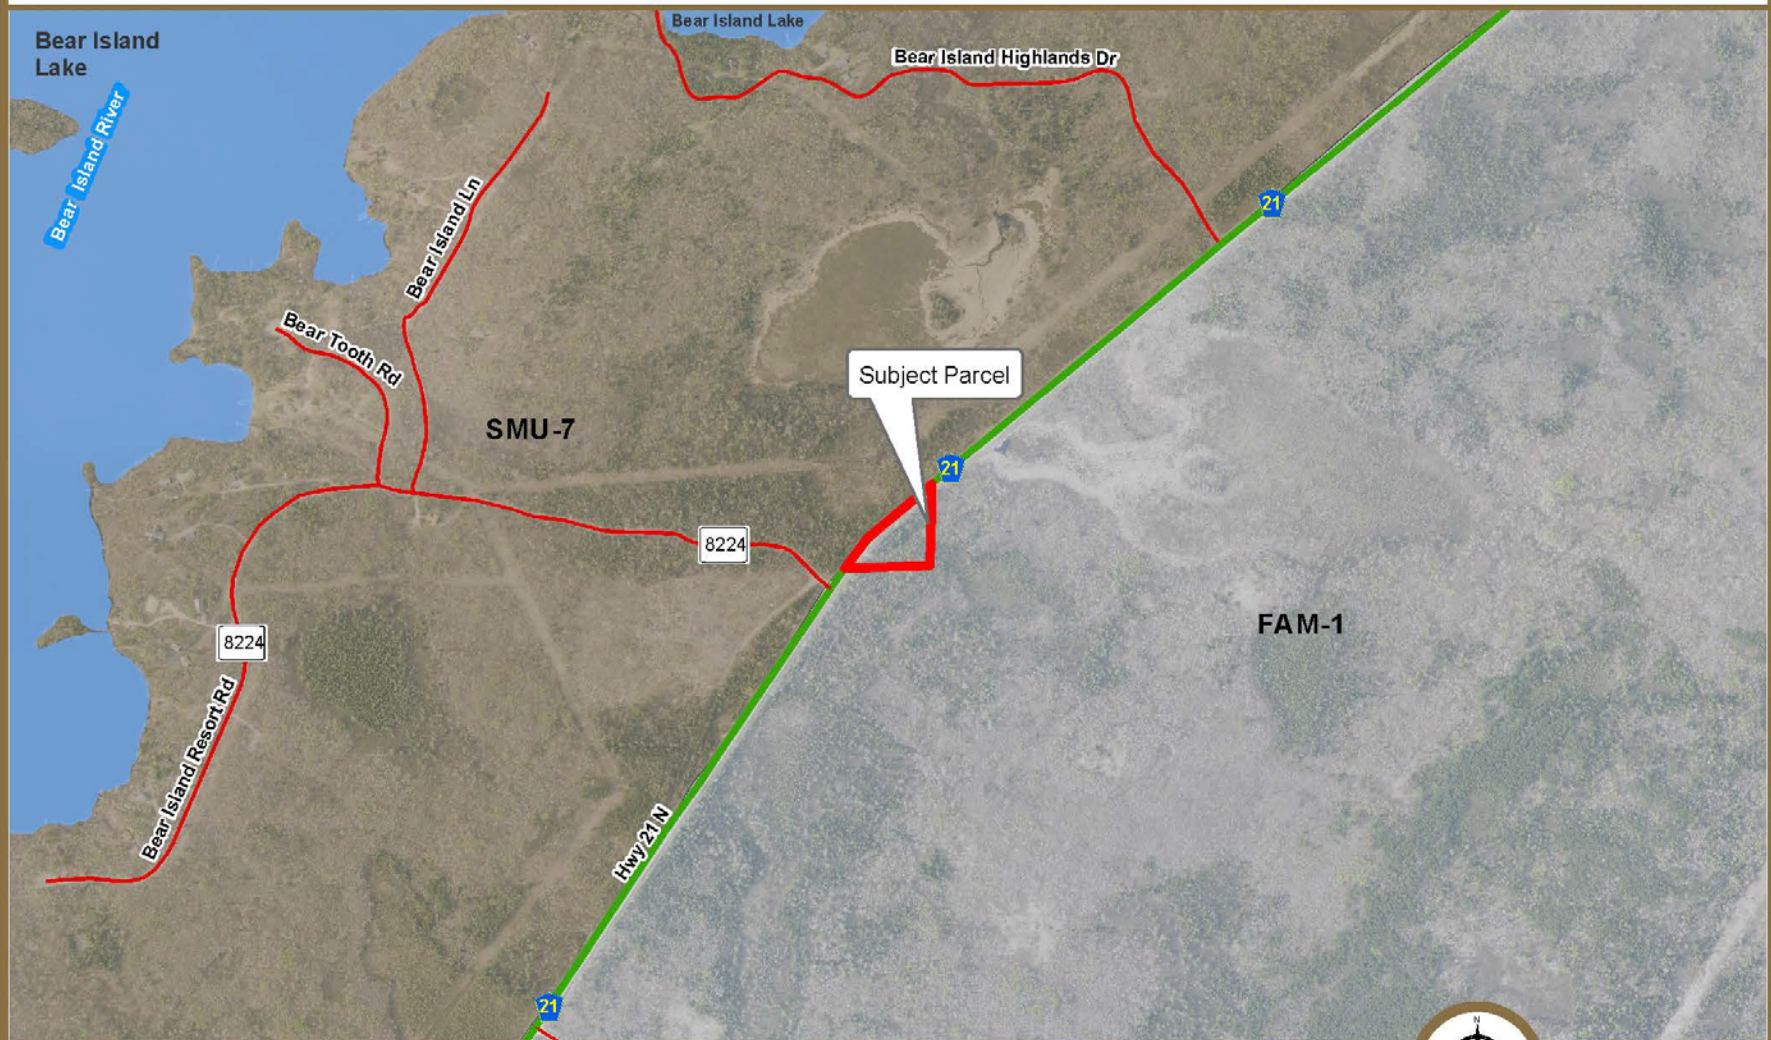 Bear Island Lake
Bear Island
Lake
Bear Island Highlands Dr
Bear Island River
Bear Island Ln
21
Bear Tooth Rd
Subject Parcel
SMU-7
21
8224
FAM-1
8224
Bear Island Resort Rd
Hwy 21 N
21
N